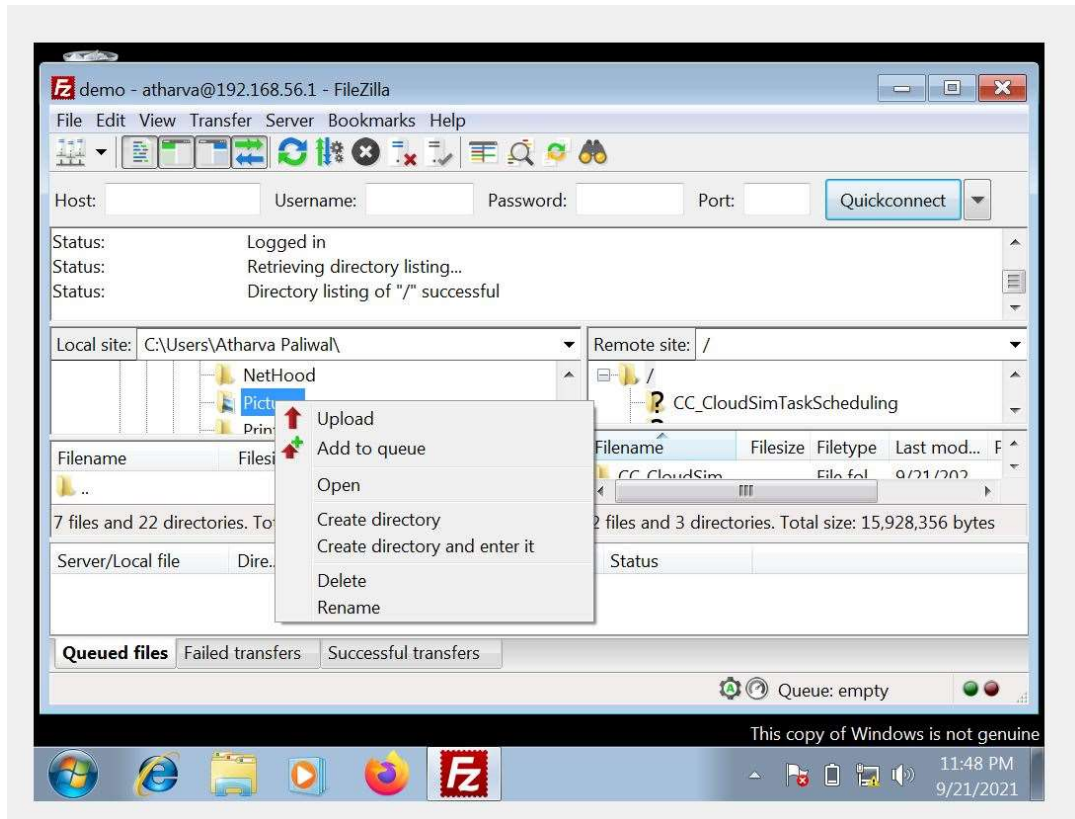 demo - atharva@192.168.56.1 - FileZilla
File Edit View Transfer Server Bookmarks Help
Host: Username: Password: Port: Quickconnect
Status: Logged in
Status: Retrieving directory listing...
Status: Directory listing of "/" successful
Local site: C:\Users\Atharva Paliwal\
Remote site: /
NetHood
/
CC_CloudSimTaskScheduling
Upload
Add to queue
Open
Create directory
Create directory and enter it
Delete
Rename
Filename
..
7 files and 22 directories.
Filename Filesize Filetype Last mod...
CC_CloudSim
files and 3 directories. Total size: 15,928,356 bytes
Server/Local file Dire... Status
Queued files Failed transfers Successful transfers
Queue: empty
This copy of Windows is not genuine
11:48 PM
9/21/2021